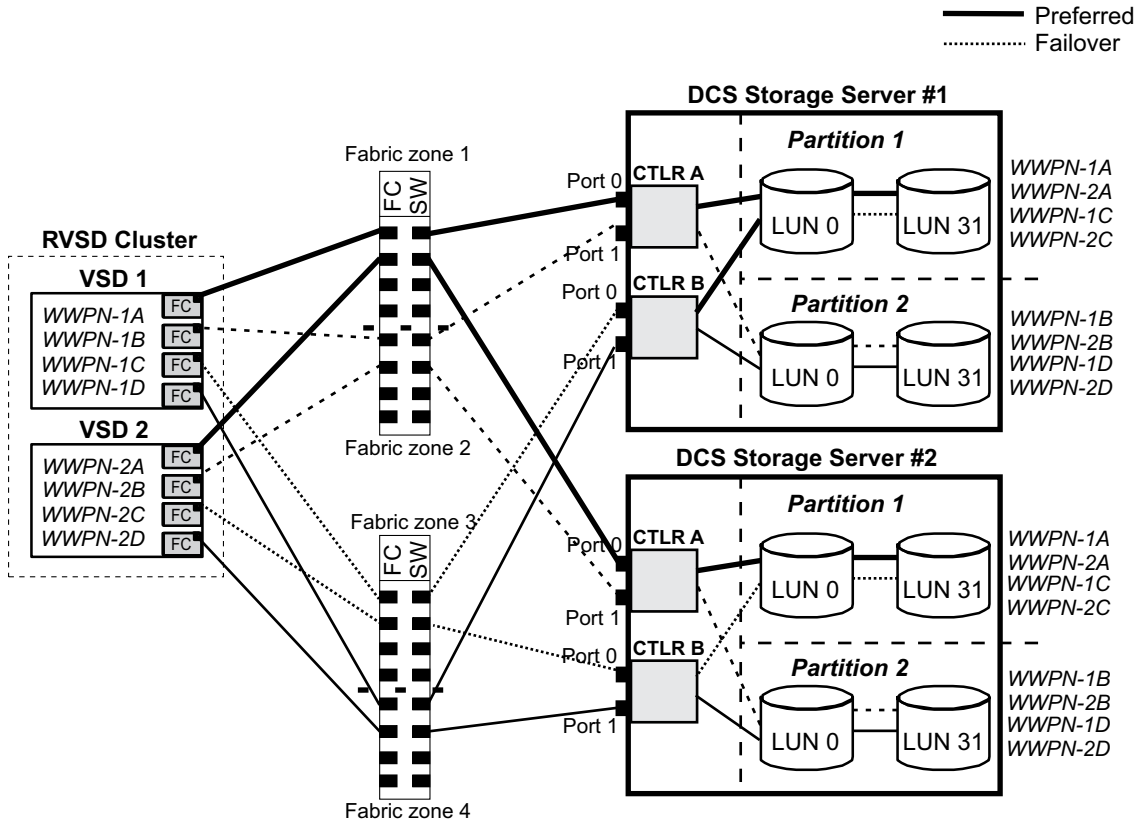 Preferred
Failover
DCS Storage Server #1
Partition 1
Fabric zone 1
FC
SW
Port 0
CTLR A
Port 1
LUN 0
LUN 31
WWPN-1A
WWPN-2A
WWPN-1C
WWPN-2C
RVSD Cluster
VSD 1
WWPN-1A
WWPN-1B
WWPN-1C
WWPN-1D
FC
FC
FC
FC
Port 0
CTLR B
Port 1
Partition 2
LUN 0
LUN 31
WWPN-1B
WWPN-2B
WWPN-1D
WWPN-2D
VSD 2
WWPN-2A
WWPN-2B
WWPN-2C
WWPN-2D
FC
FC
FC
FC
Fabric zone 2
DCS Storage Server #2
Partition 1
Fabric zone 3
FC
SW
Port 0
CTLR A
Port 1
LUN 0
LUN 31
WWPN-1A
WWPN-2A
WWPN-1C
WWPN-2C
Port 0
CTLR B
Port 1
Partition 2
LUN 0
LUN 31
WWPN-1B
WWPN-2B
WWPN-1D
WWPN-2D
Fabric zone 4